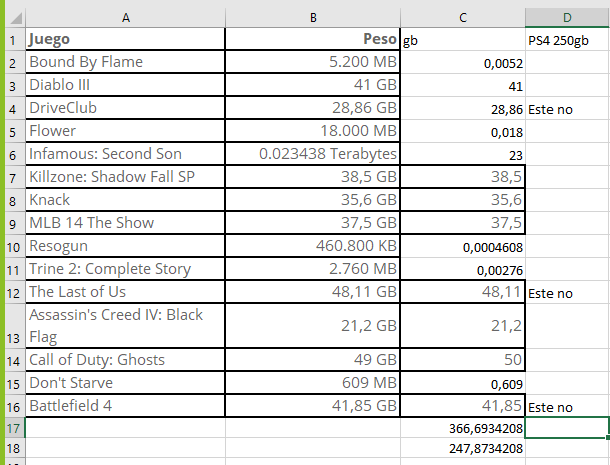 A B C D
1 Juego Peso gb PS4 250gb
2 Bound By Flame 5.200 MB 0,0052
3 Diablo III 41 GB 41
4 DriveClub 28,86 GB 28,86 Este no
5 Flower 18.000 MB 0,018
6 Infamous: Second Son 0.023438 Terabytes 23
7 Killzone: Shadow Fall SP 38,5 GB 38,5
8 Knack 35,6 GB 35,6
9 MLB 14 The Show 37,5 GB 37,5
10 Resogun 460.800 KB 0,0004608
11 Trine 2: Complete Story 2.760 MB 0,00276
12 The Last of Us 48,11 GB 48,11 Este no
Assassin's Creed IV: Black
13 Flag 21,2 GB 21,2
14 Call of Duty: Ghosts 49 GB 50
15 Don't Starve 609 MB 0,609
16 Battlefield 4 41,85 GB 41,85 Este no
17 366,6934208
18 247,8734208